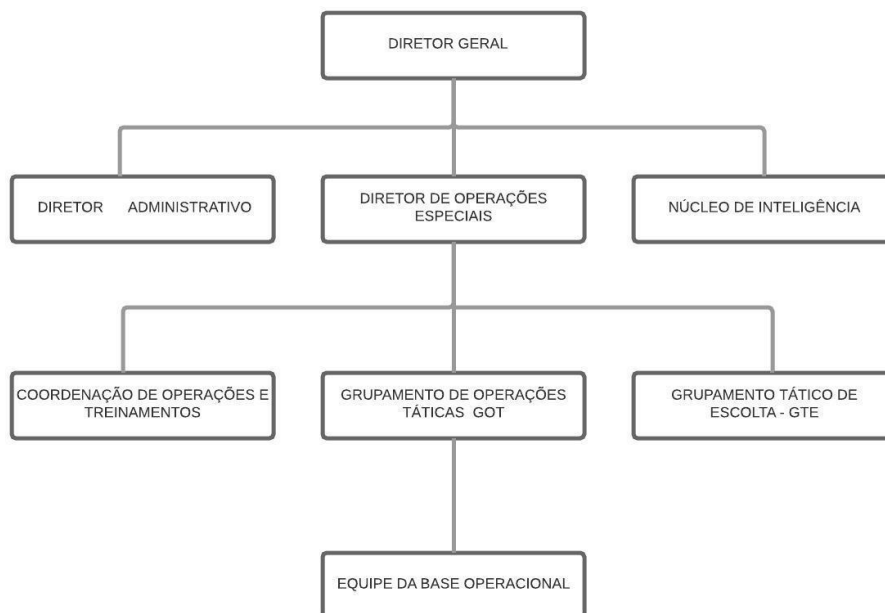 DIRETOR GERAL
DIRETOR ADMINISTRATIVO
DIRETOR DE OPERAÇÕES
ESPECIAIS
NÚCLEO DE INTELIGÊNCIA
COORDENAÇÃO DE OPERAÇÕES E
TREINAMENTOS
GRUPAMENTO DE OPERAÇÕES
TÁTICAS GOT
GRUPAMENTO TÁTICO DE
ESCOLTA - GTE
EQUIPE DA BASE OPERACIONAL